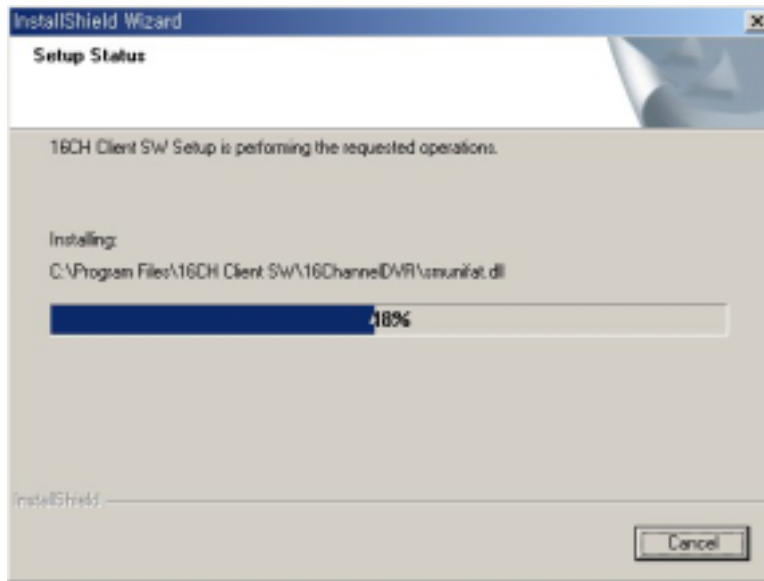 InstallShield Wizard
Setup Status
16CH Client SW Setup is performing the requested operations.
Installing:
C:\Program Files\16CH Client SW\16ChannelDVR\smunifat.dll
48%
InstallShield
Cancel